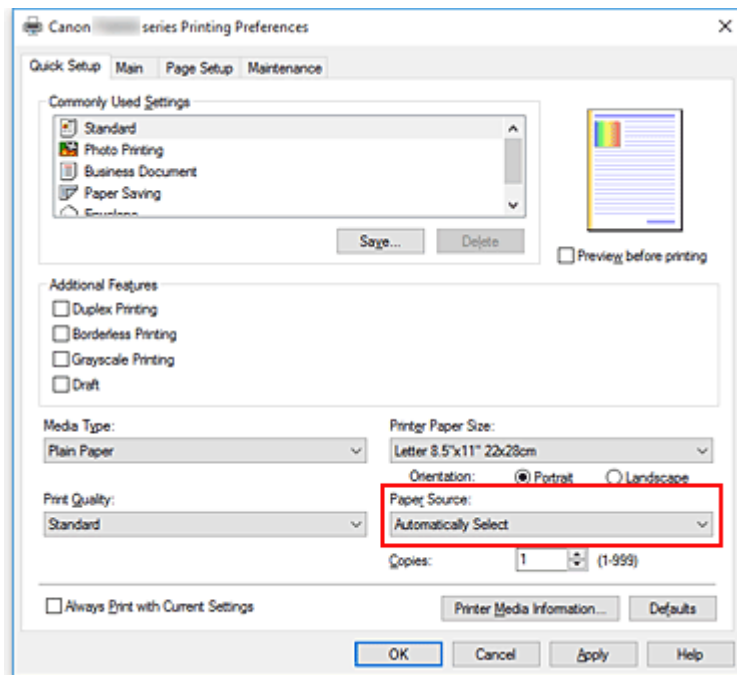 Canon series Printing Preferences
Quick Setup Main Page Setup Maintenance
Commonly Used Settings
Standard
Photo Printing
Business Document
Paper Saving
Envelope
Save... Delete
Preview before printing
Additional Features
Duplex Printing
Borderless Printing
Grayscale Printing
Draft
Media Type: Printer Paper Size:
Plain Paper Letter 8.5"x11" 22x28cm
Orientation: Portrait Landscape
Print Quality: Paper Source:
Standard Automatically Select
Copies: 1 (1-999)
Always Print with Current Settings Printer Media Information... Defaults
OK Cancel Apply Help